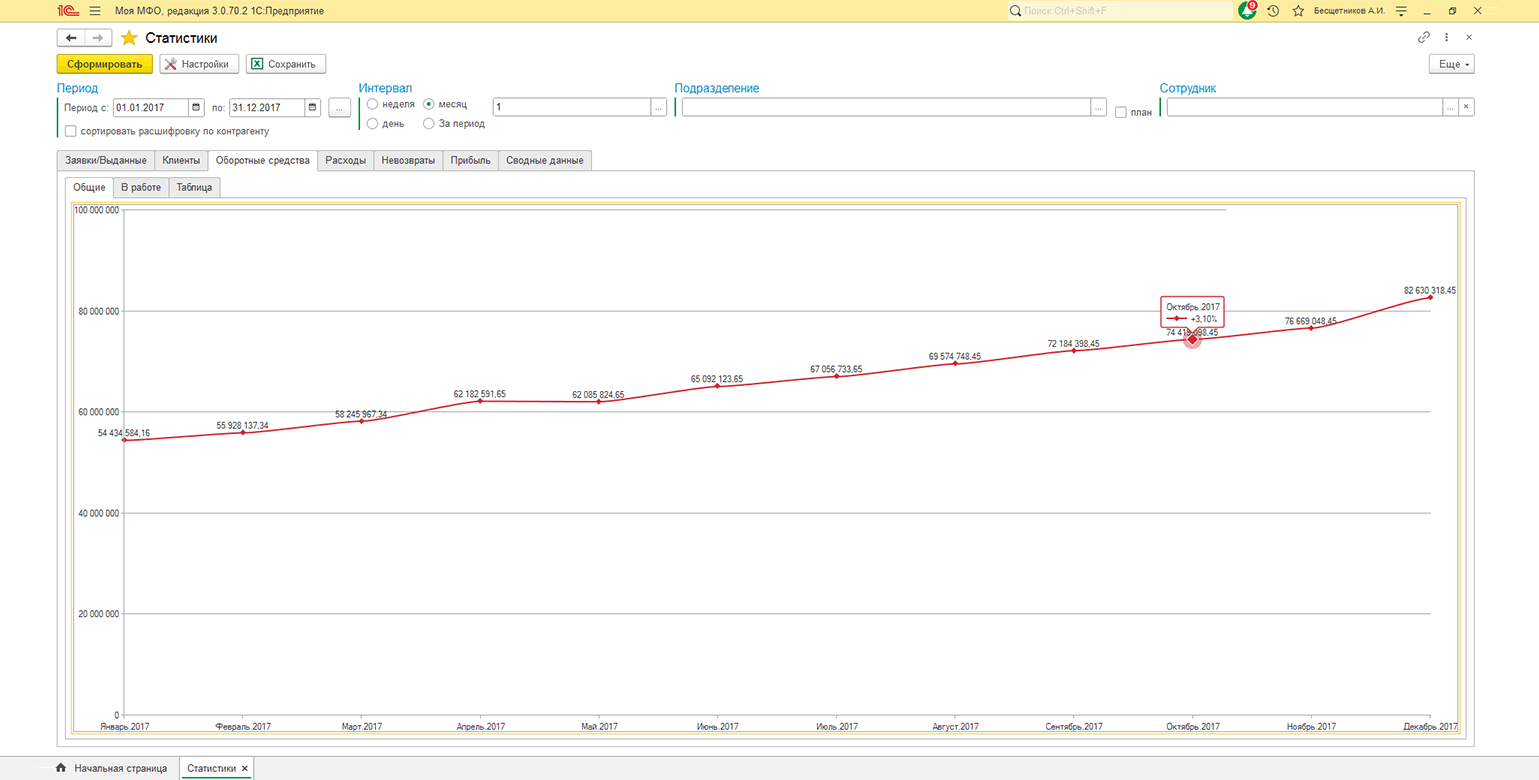 1С Моя МФО, редакция 3.0.70.2 1С:Предприятие Поиск Ctrl+Shift+F 9 Бесщетников А.И.
Статистики
Сформировать Настройки Сохранить Еще
Период Интервал Подразделение Сотрудник
Период с: 01.01.2017 по: 31.12.2017 ... неделя месяц 1 ... ... план ... ×
сортировать расшифровку по контрагенту день За период
Заявки/Выданные Клиенты Оборотные средства Расходы Невозвраты Прибыль Сводные данные
Общие В работе Таблица
100 000 000
82 630 318,45
Октябрь.2017
80 000 000
+3,10%
76 669 048,45
74 098,45
72 184 398,45
69 574 748,45
67 056 733,65
65 092 123,65
62 182 591,65
62 085 824,65
60 000 000
58 245 967,34
55 928 137,34
54 434 584,16
40 000 000
20 000 000
0
Январь.2017 Февраль.2017 Март.2017 Апрель.2017 Май.2017 Июнь.2017 Июль.2017 Август.2017 Сентябрь.2017 Октябрь.2017 Ноябрь.2017 Декабрь.2017
Начальная страница Статистики ×